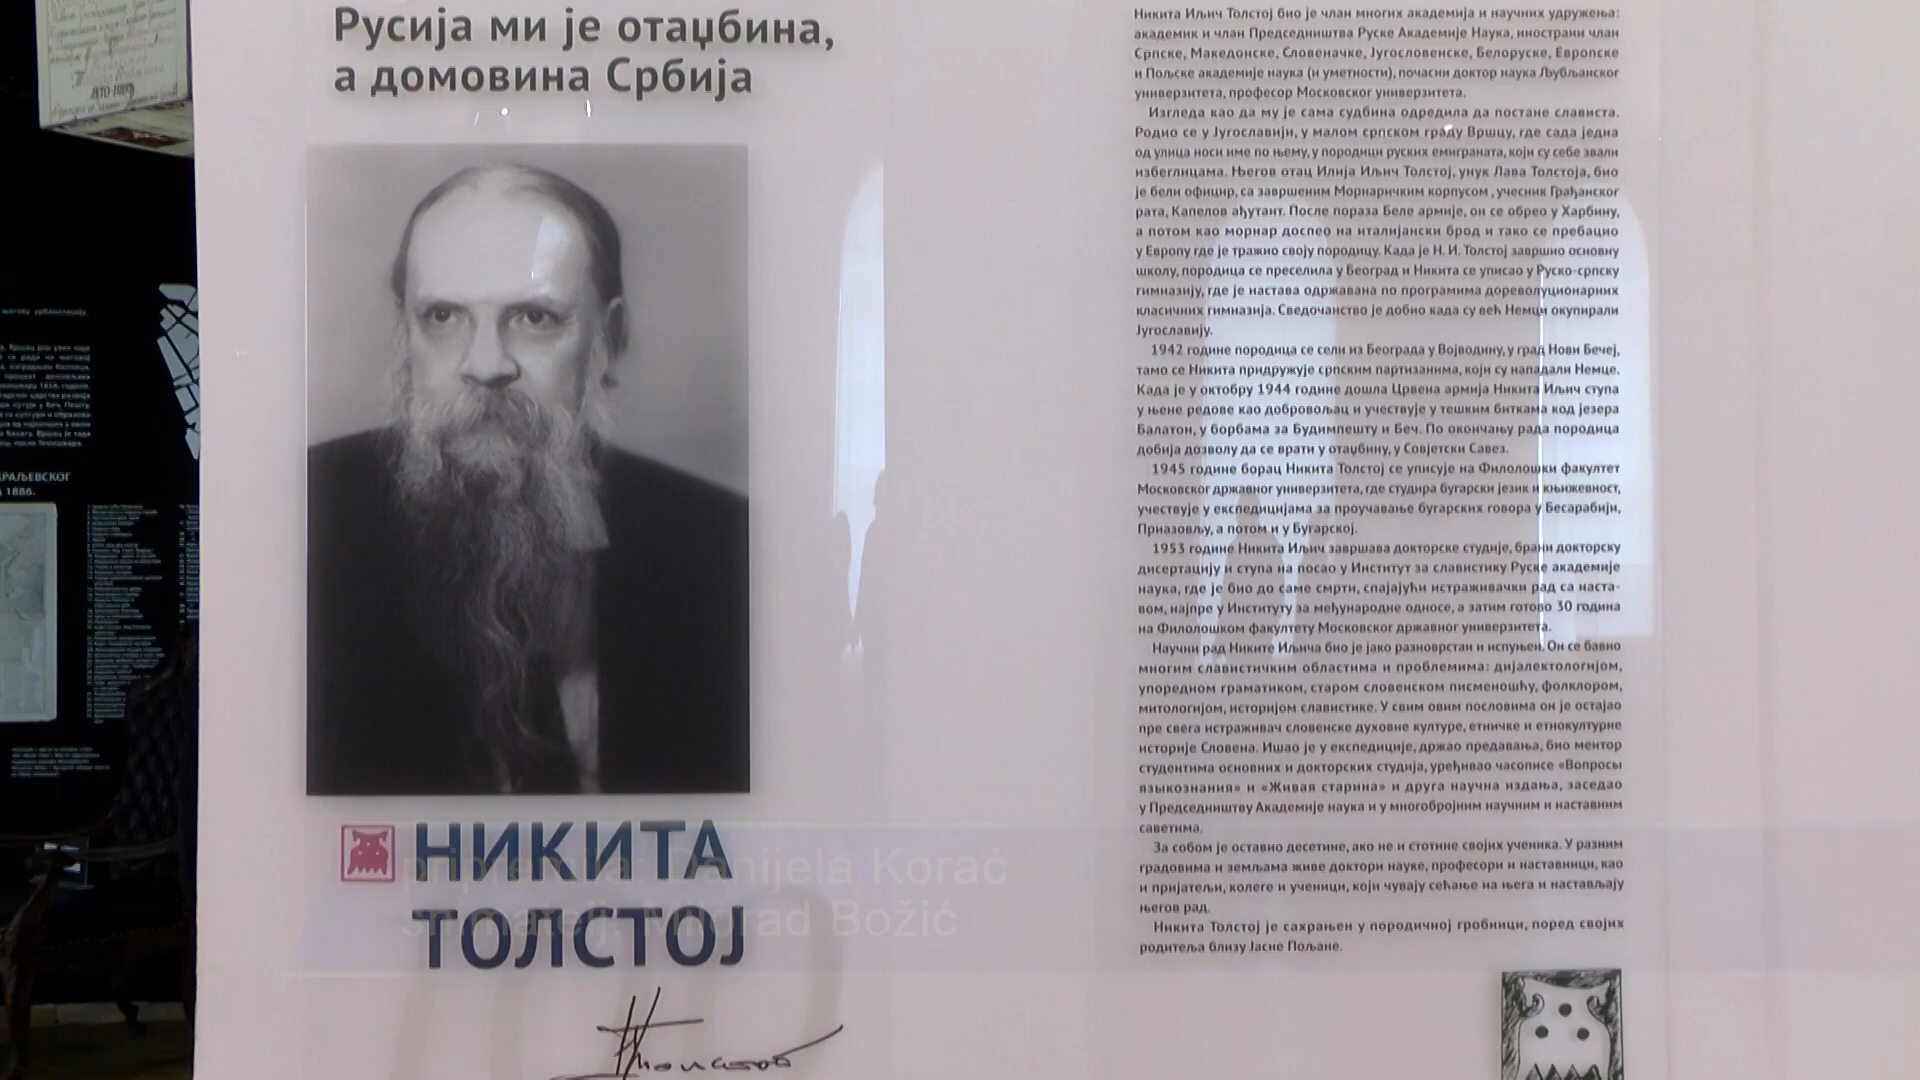 Русија ми је отаџбина,
а домовина Србија
НИКИТА
ТОЛСТОЈ
pripremila: Danijela Korać
snimatelj: Milorad Božić
Никита Иљич Толстој био је члан многих академија и научних удружења:
академик и члан Председништва Руске Академије Наука, инострани члан
Српске, Македонске, Словеначке, Југословенске, Белоруске, Европске
и Пољске академије наука (и уметности), почасни доктор наука Љубљанског
универзитета, професор Московског универзитета.
Изгледа као да му је сама судбина одредила да постане слависта.
Родио се у Југославији, у малом српском граду Вршцу, где сада једна
од улица носи име по њему, у породици руских емиграната, који су себе звали
избеглицама. Његов отац Илија Иљич Толстој, унук Лава Толстоја, био
је бели официр, са завршеним Морнаричким корпусом , учесник Грађанског
рата, Капелов ађутант. После пораза Беле армије, он се обрео у Харбину,
а потом као морнар доспео на италијански брод и тако се пребацио
у Европу где је тражио своју породицу. Када је Н. И. Толстој завршио основну
школу, породица се преселила у Београд и Никита се уписао у Руско-српску
гимназију, где је настава одржавана по програмима дореволуционарних
класичних гимназија. Сведочанство је добио када су већ Немци окупирали
Југославију.
1942 године породица се сели из Београда у Војводину, у град Нови Бечеј,
тамо се Никита придружује српским партизанима, који су нападали Немце.
Када је у октобру 1944 године дошла Црвена армија Никита Иљич ступа
у њене редове као добровољац и учествује у тешким биткама код језера
Балатон, у борбама за Будимпешту и Беч. По окончању рада породица
добија дозволу да се врати у отаџбину, у Совјетски Савез.
1945 године борац Никита Толстој се уписује на Филолошки факултет
Московског државног универзитета, где студира бугарски језик и књижевност,
учествује у експедицијама за проучавање бугарских говора у Бесарабији,
Приазовљу, а потом и у Бугарској.
1953 године Никита Иљич завршава докторске студије, брани докторску
дисертацију и ступа на посао у Институт за славистику Руске академије
наука, где је био до саме смрти, спајајући истраживачки рад са наста-
вом, најпре у Институту за међународне односе, а затим готово 30 година
на Филолошком факултету Московског државног универзитета.
Научни рад Никите Иљича био је јако разноврстан и испуњен. Он се бавио
многим славистичким областима и проблемима: дијалектологијом,
упоредном граматиком, старом словенском писменошћу, фолклором,
митологијом, историјом славистике. У свим овим пословима он је остајао
пре свега истраживач словенске духовне културе, етничке и етнокултурне
историје Словена. Ишао је у експедиције, држао предавања, био ментор
студентима основних и докторских студија, уређивао часописе «Вопросы
языкознания» и «Живая старина» и друга научна издања, заседао
у Председништву Академије наука и у многобројним научним и наставним
саветима.
За собом је оставио десетине, ако не и стотине својих ученика. У разним
градовима и земљама живе доктори науке, професори и наставници, као
и пријатељи, колеге и ученици, који чувају сећање на њега и настављају
његов рад.
Никита Толстој је сахрањен у породичној гробници, поред својих
родитеља близу Јасне Пољане.